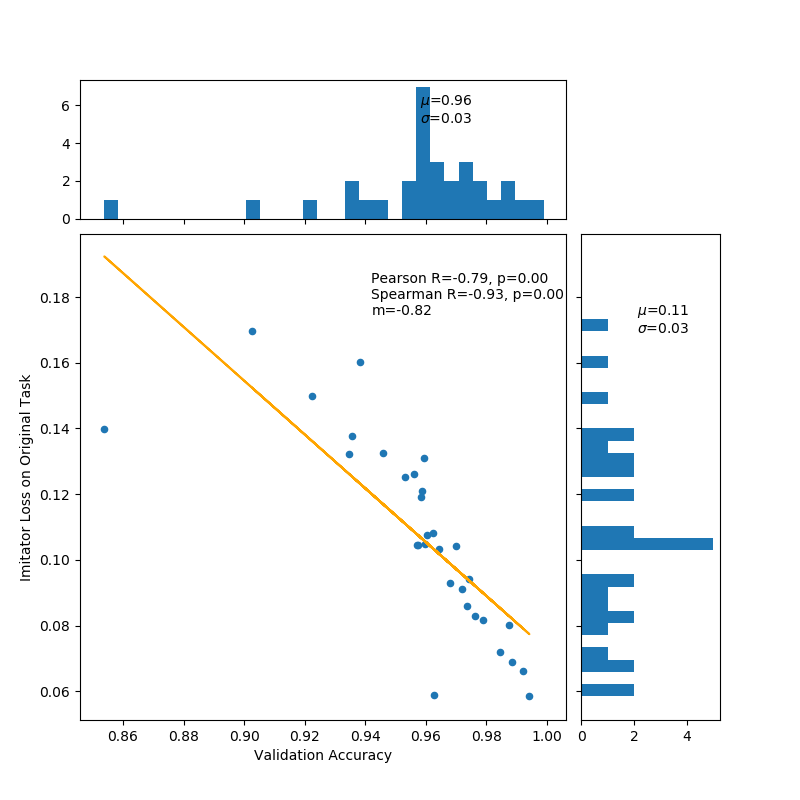 6
4
2
0
μ=0.96
σ=0.03
0.18
0.16
0.14
0.12
0.10
0.08
0.06
Imitator Loss on Original Task
Pearson R=-0.79, p=0.00
Spearman R=-0.93, p=0.00
m=-0.82
μ=0.11
σ=0.03
0.86 0.88 0.90 0.92 0.94 0.96 0.98 1.00
Validation Accuracy
0 2 4